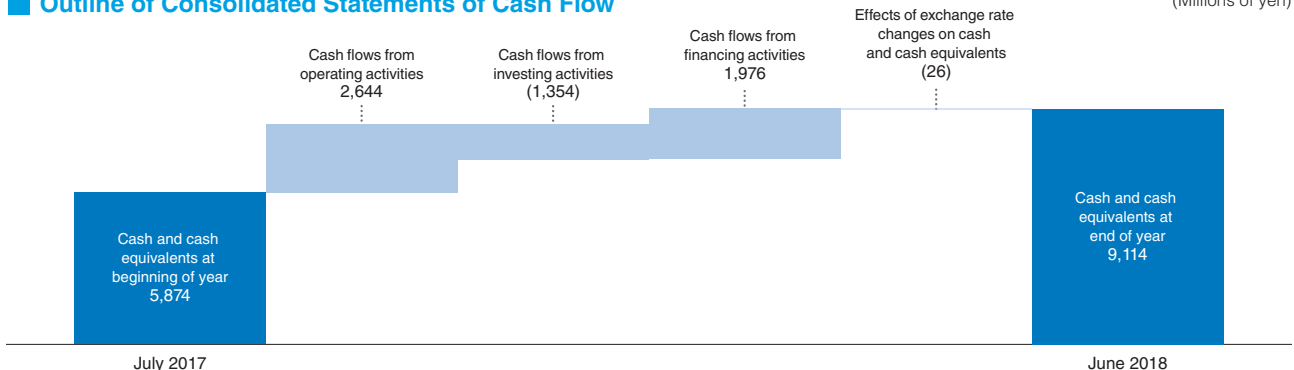 Outline of Consolidated Statements of Cash Flow
(Millions of yen)
Cash flows from
operating activities
2,644
Cash flows from
investing activities
(1,354)
Cash flows from
financing activities
1,976
Effects of exchange rate
changes on cash
and cash equivalents
(26)
Cash and cash
equivalents at
beginning of year
5,874
Cash and cash
equivalents at
end of year
9,114
July 2017
June 2018